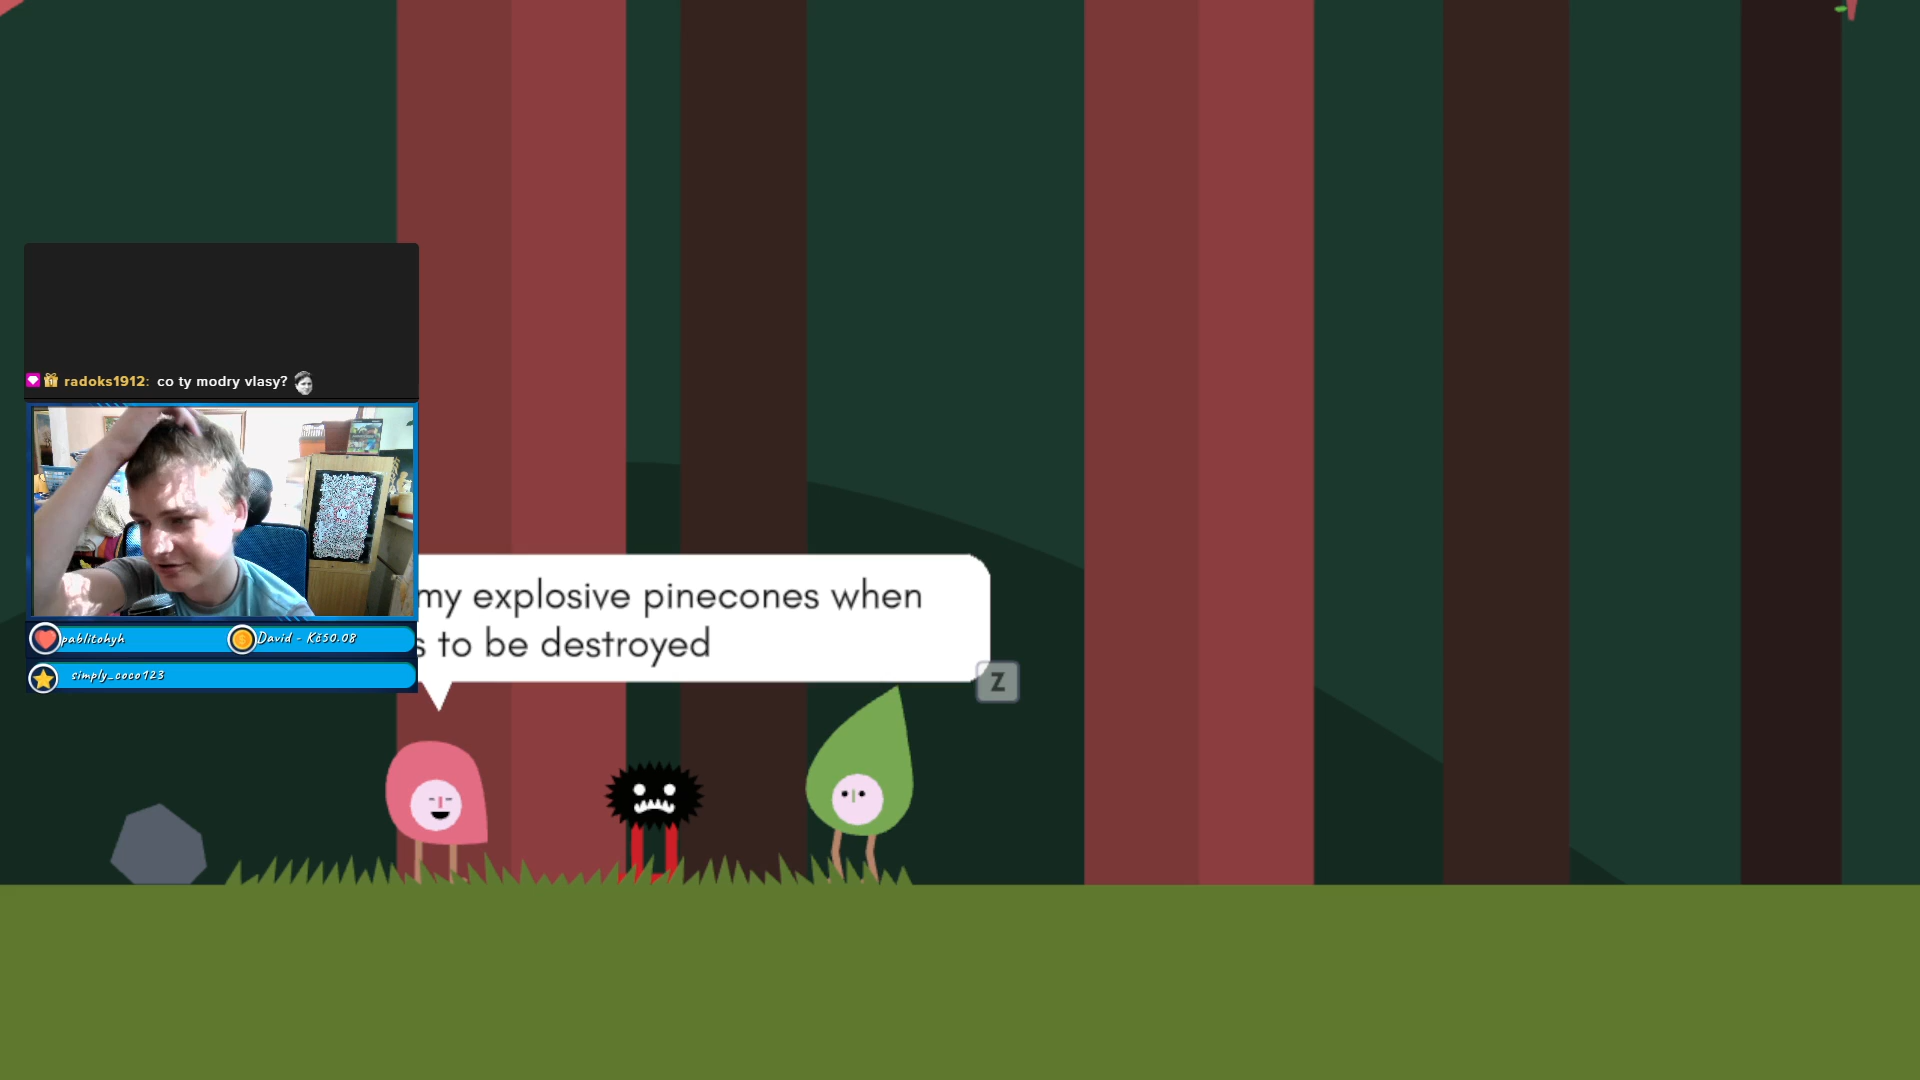 radoks1912: co ty modry vlasy?
my explosive pinecones when
s to be destroyed
Z
pablitohyh
David - Kč50.08
simply_coco123